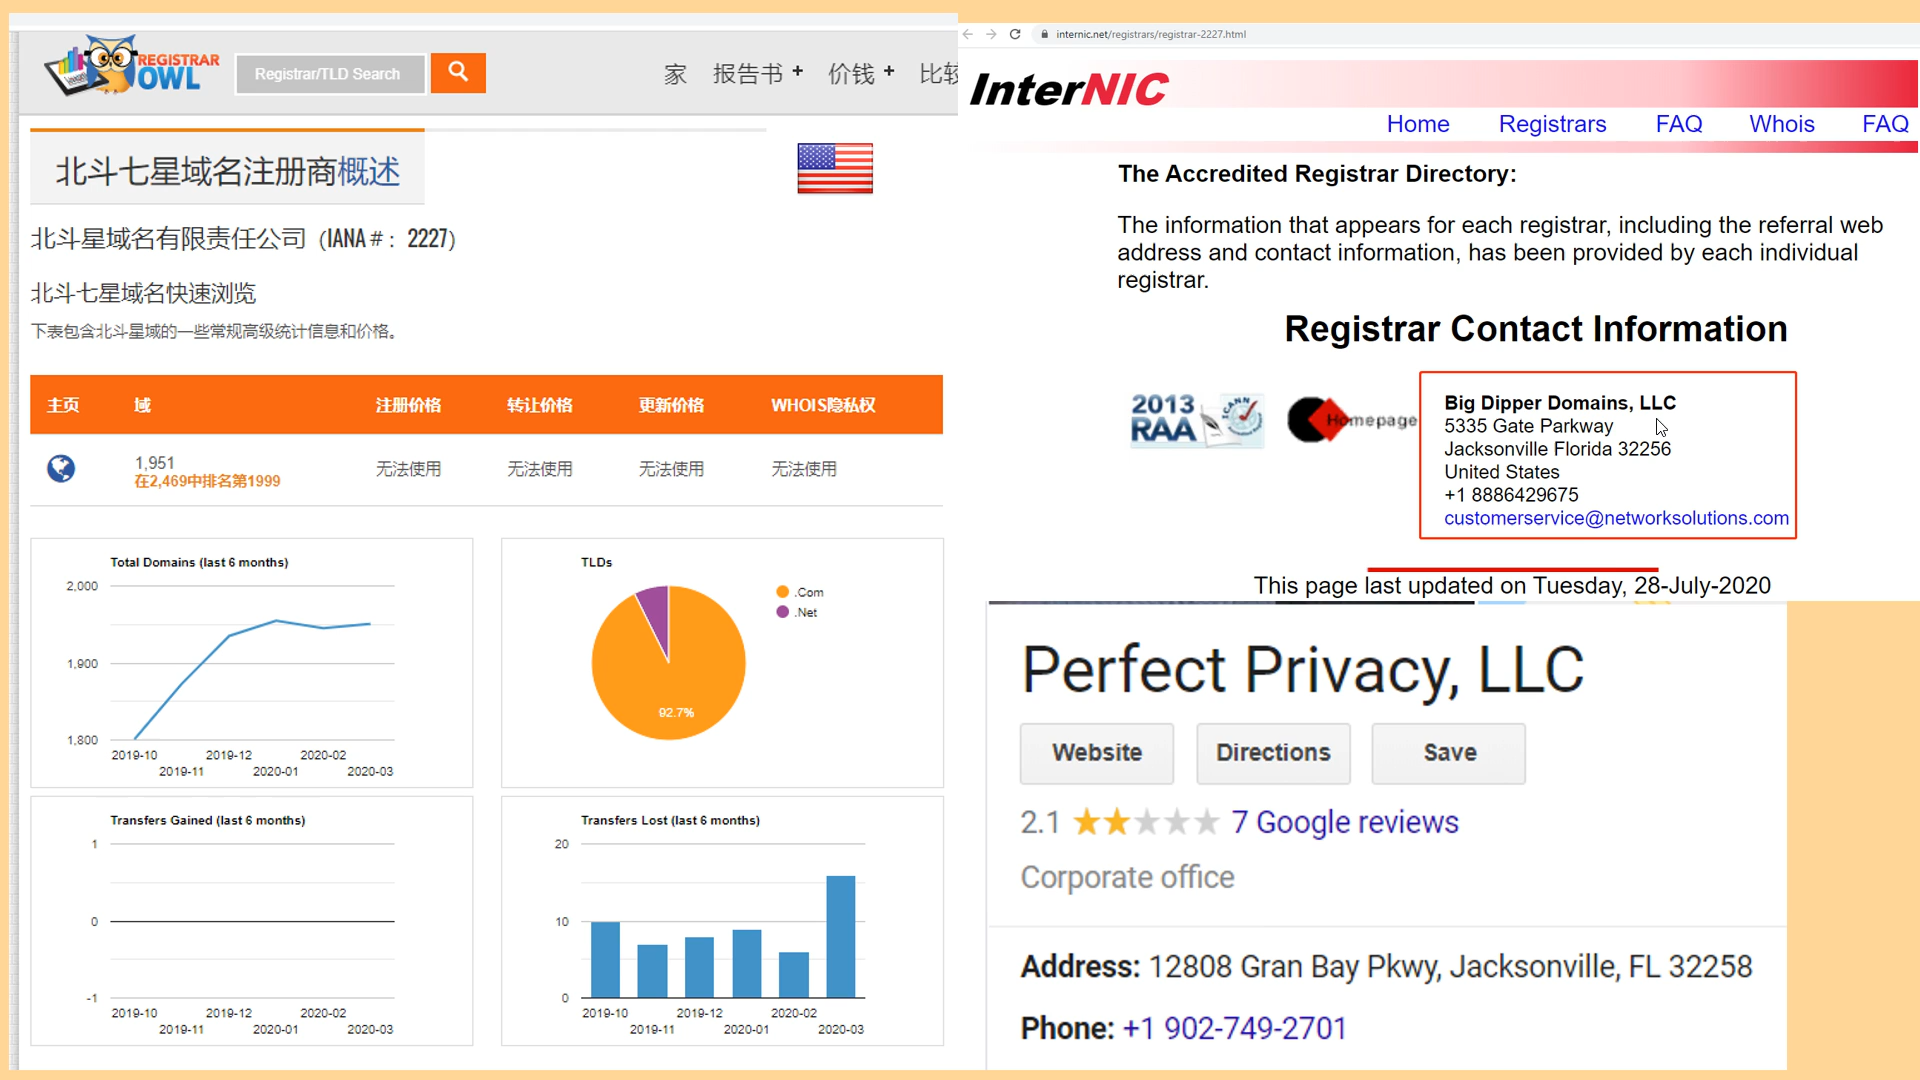 REGISTRAR
OWL
Registrar/TLD Search
家 报告书 + 价钱 + 比较
北斗七星域名注册商概述
北斗星域名有限责任公司（IANA #： 2227）
北斗七星域名快速浏览
下表包含北斗星域的一些常规高级统计信息和价格。
主页 域 注册价格 转让价格 更新价格 WHOIS隐私权
1,951 无法使用 无法使用 无法使用 无法使用
在2,469中排名第1999
Total Domains (last 6 months)
2,000
1,900
1,800
2019-10 2019-12 2020-02
2019-11 2020-01 2020-03
TLDs
.Com
.Net
92.7%
Transfers Gained (last 6 months)
1
0
-1
2019-10 2019-12 2020-02
2019-11 2020-01 2020-03
Transfers Lost (last 6 months)
20
10
0
2019-10 2019-12 2020-02
2019-11 2020-01 2020-03
internic.net/registrars/registrar-2227.html
InterNIC
Home Registrars FAQ Whois FAQ
The Accredited Registrar Directory:
The information that appears for each registrar, including the referral web
address and contact information, has been provided by each individual
registrar.
Registrar Contact Information
2013
RAA
ICANN
Homepage
Big Dipper Domains, LLC
5335 Gate Parkway
Jacksonville Florida 32256
United States
+1 8886429675
customerservice@networksolutions.com
This page last updated on Tuesday, 28-July-2020
Perfect Privacy, LLC
Website Directions Save
2.1 7 Google reviews
Corporate office
Address: 12808 Gran Bay Pkwy, Jacksonville, FL 32258
Phone: +1 902-749-2701